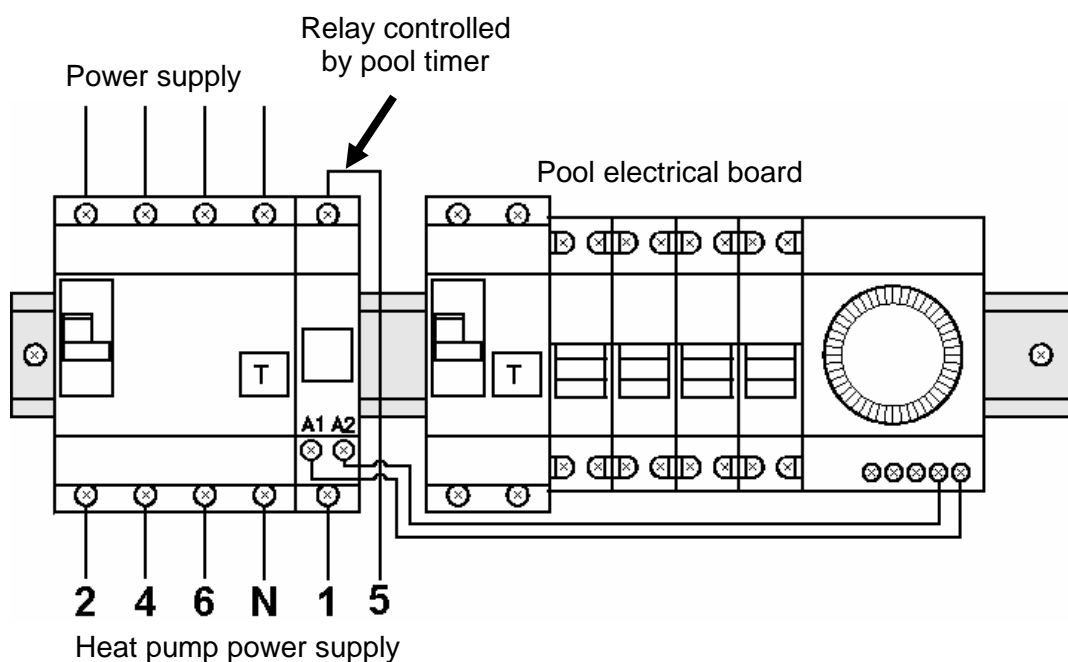 Relay controlled
by pool timer
Power supply
Pool electrical board
T
T
A1 A2
2 4 6 N 1 5
Heat pump power supply